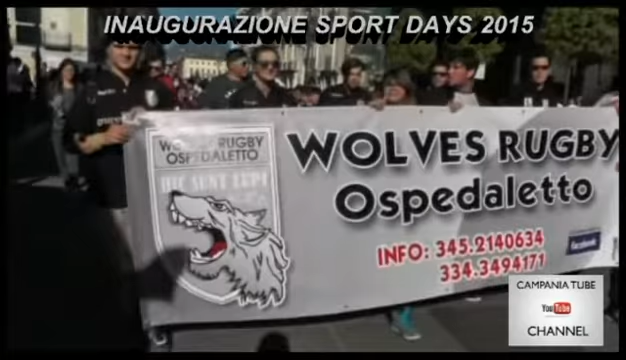 INAUGURAZIONE SPORT DAYS 2015
WOLVES RUGBY
OSPEDALETTO
HIC SUNT LUPI
WOLVES RUGBY
Ospedaletto
INFO: 345.2140634
334.3494171
facebook
CAMPANIA TUBE
YouTube
CHANNEL